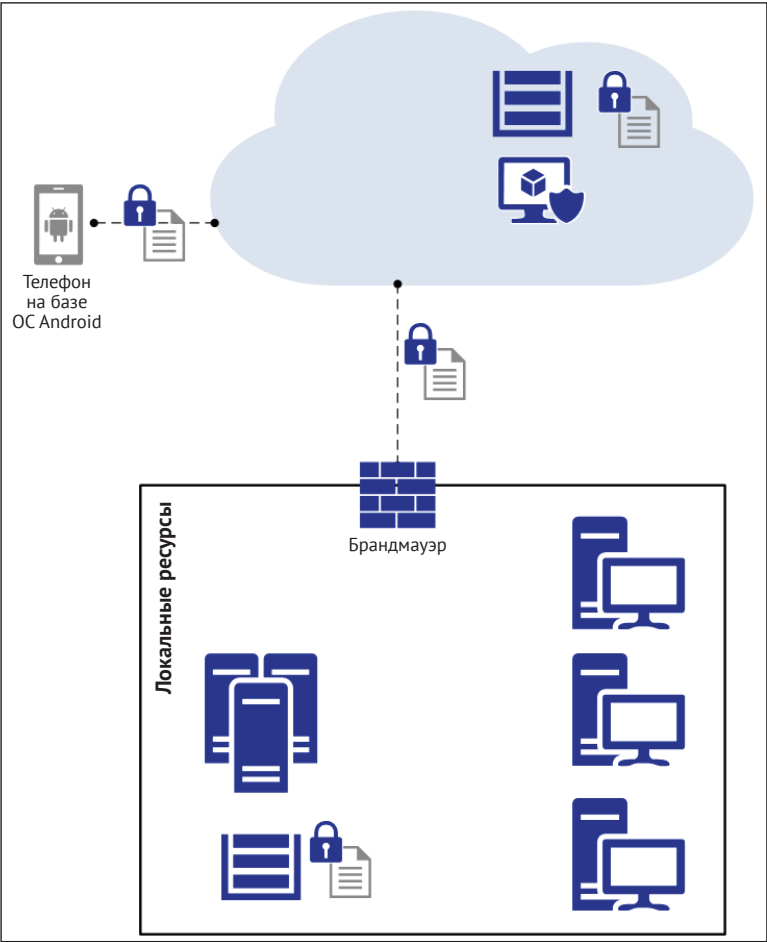 Телефон
на базе
ОС Android
Брандмауэр
Локальные ресурсы